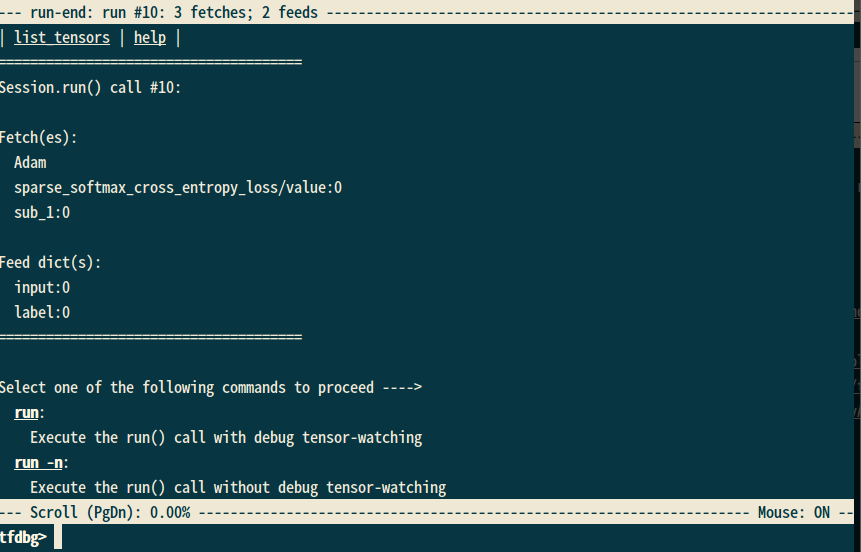 --- run-end: run #10: 3 fetches; 2 feeds --------------------------------------------------------------------
| list_tensors | help |
======================================
Session.run() call #10:
Fetch(es):
Adam
sparse_softmax_cross_entropy_loss/value:0
sub_1:0
Feed dict(s):
input:0
label:0
======================================
Select one of the following commands to proceed ---->
run:
Execute the run() call with debug tensor-watching
run -n:
Execute the run() call without debug tensor-watching
--- Scroll (PgDn): 0.00% ---------------------------------------------------------------------- Mouse: ON --
tfdbg>